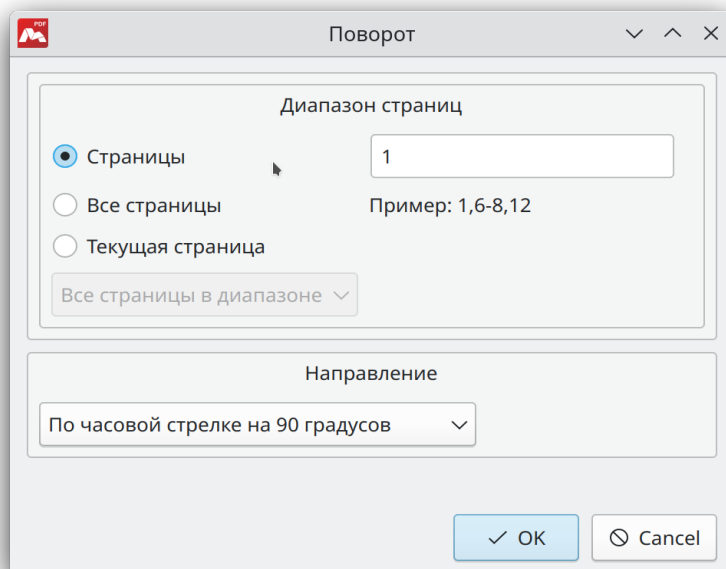 PDF
Поворот
Диапазон страниц
Страницы
1
Все страницы
Пример: 1,6-8,12
Текущая страница
Все страницы в диапазоне
Направление
По часовой стрелке на 90 градусов
OK
Cancel